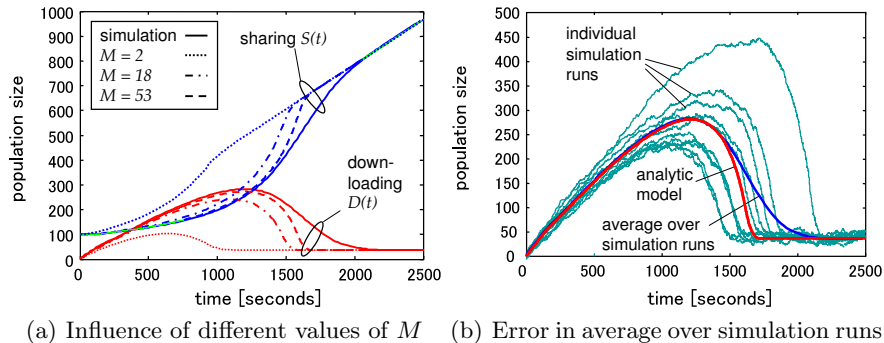 1000
900
800
700
600
500
400
300
200
100
0
population size
simulation
M = 2
M = 18
M = 53
sharing S(t)
down-
loading
D(t)
0 500 1000 1500 2000 2500
time [seconds]
(a) Influence of different values of M
500
450
400
350
300
250
200
150
100
50
0
population size
individual
simulation
runs
analytic
model
average over
simulation runs
0 500 1000 1500 2000 2500
time [seconds]
(b) Error in average over simulation runs